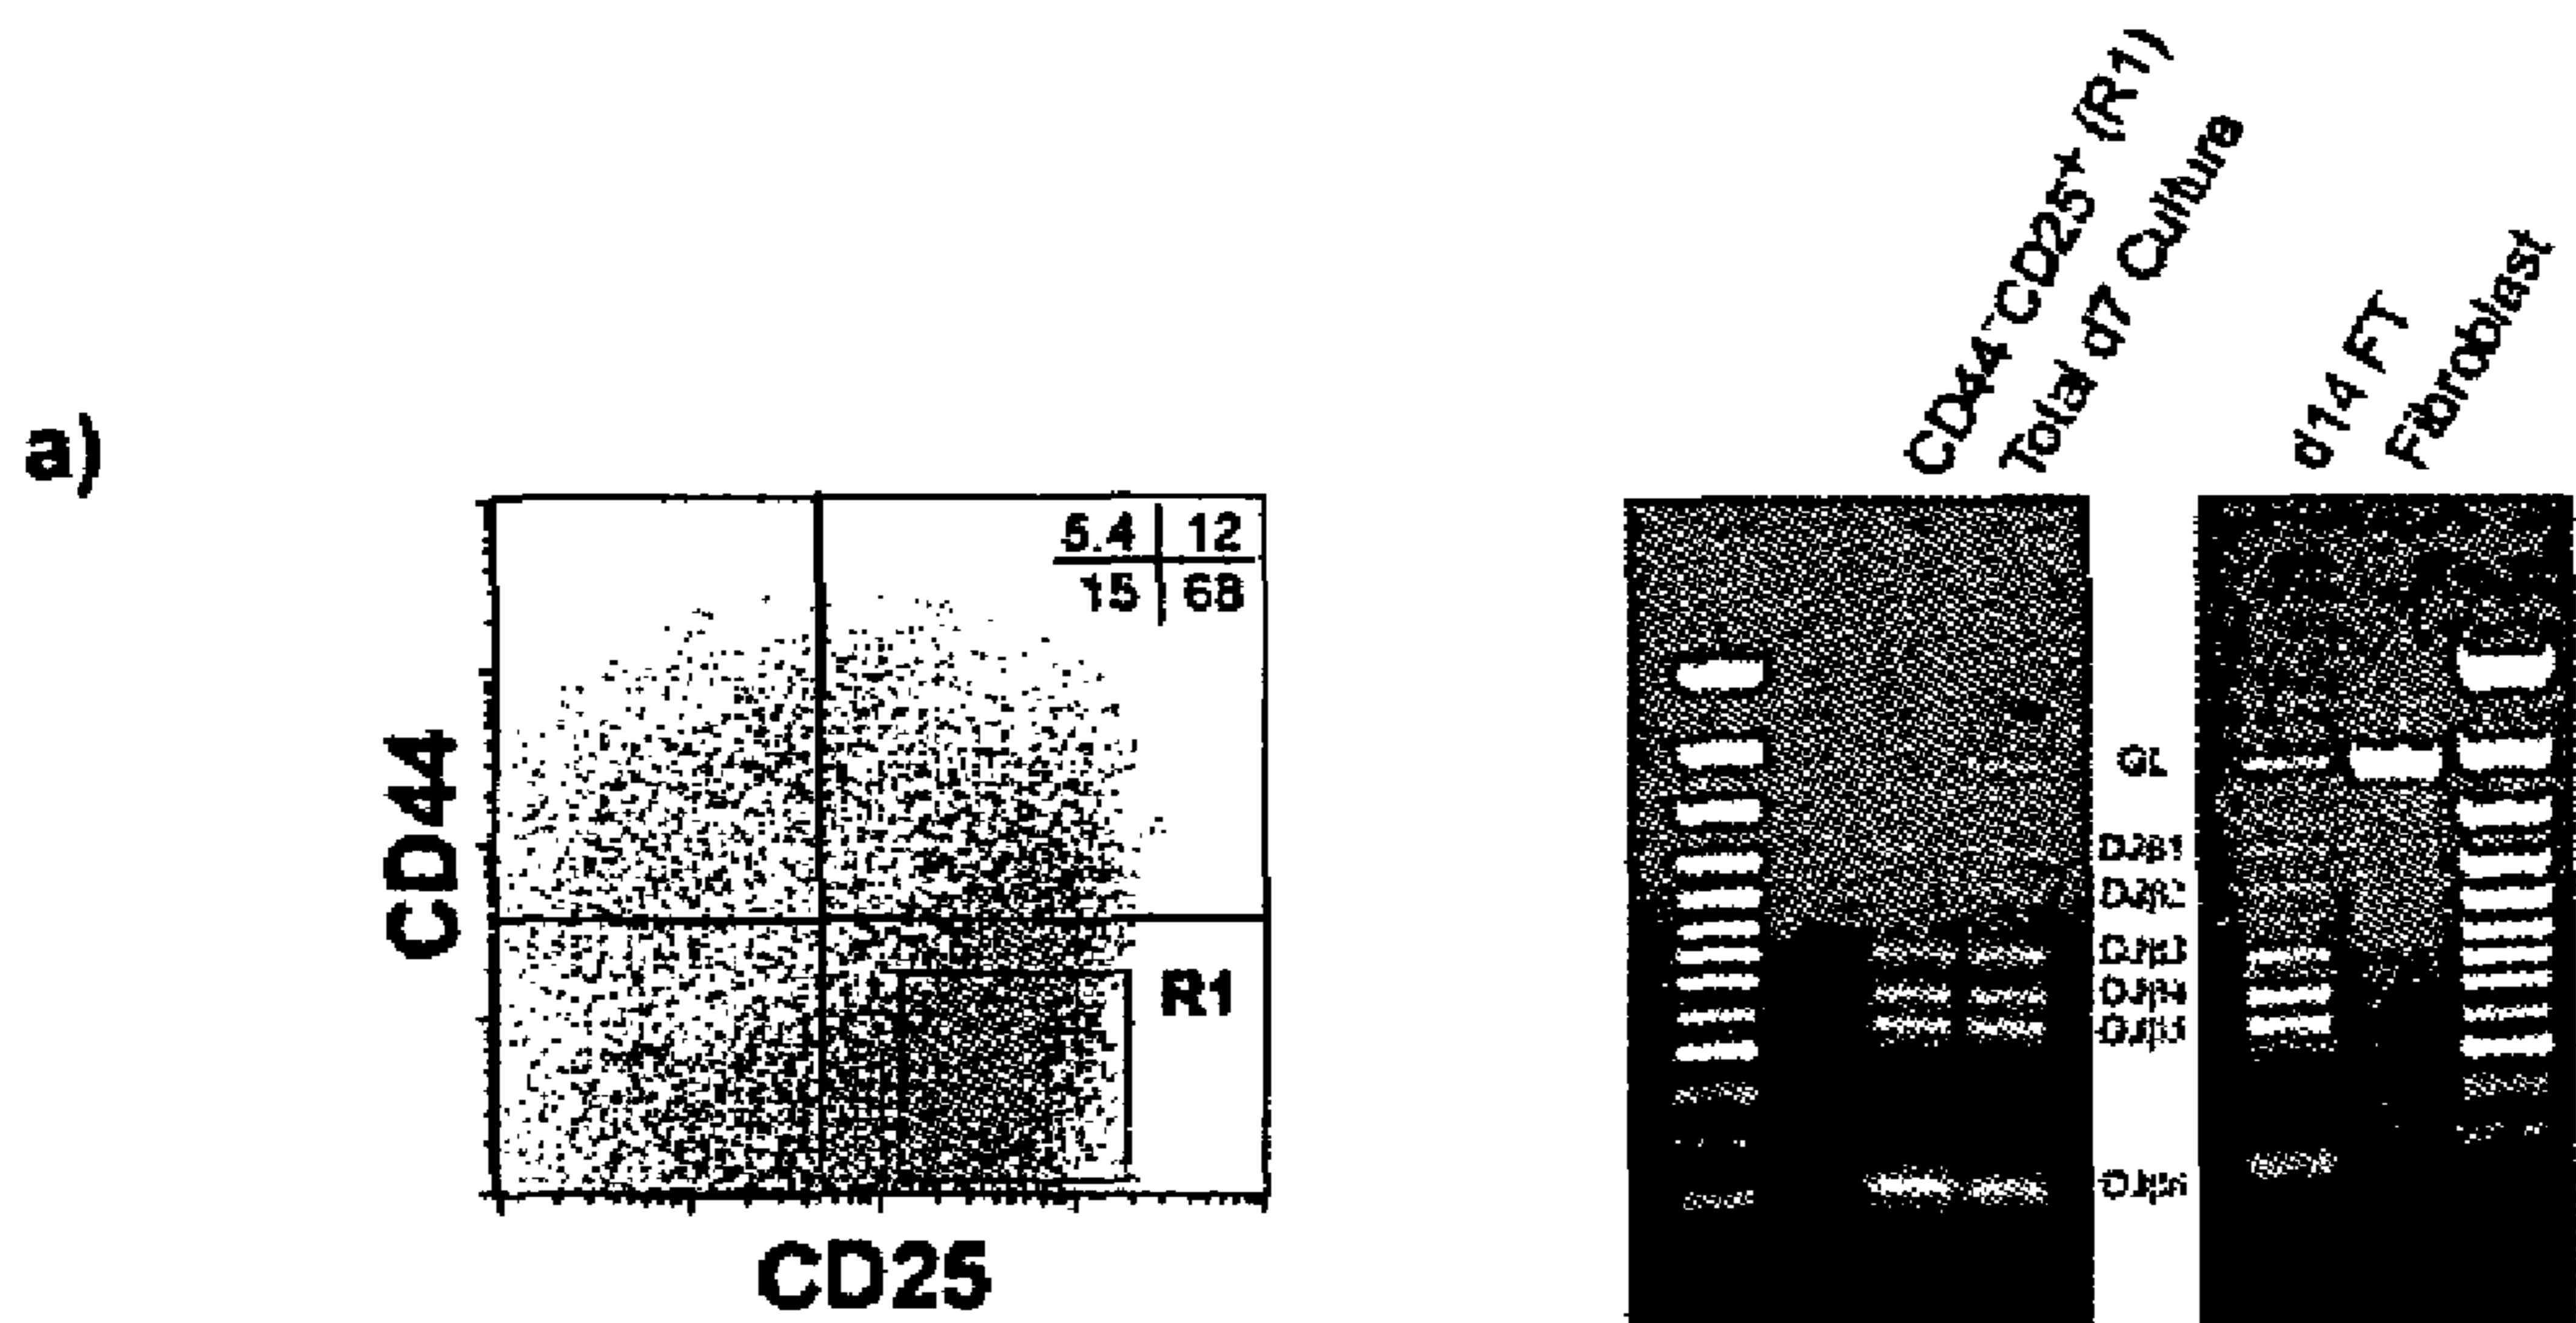 a)
5.4 12
15 68
CD44
R1
CD25
CD44⁻CD25⁺ (R1)
Total d7 Culture
d14 FT
Fibroblast
GL
DJβ1
DJβ2
DJβ3
DJβ4
DJβ5
DJβ6